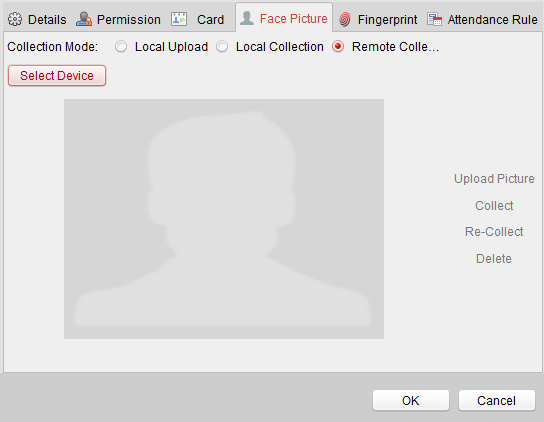 Details Permission Card Face Picture Fingerprint Attendance Rule
Collection Mode: Local Upload Local Collection Remote Colle...
Select Device
Upload Picture
Collect
Re-Collect
Delete
OK Cancel